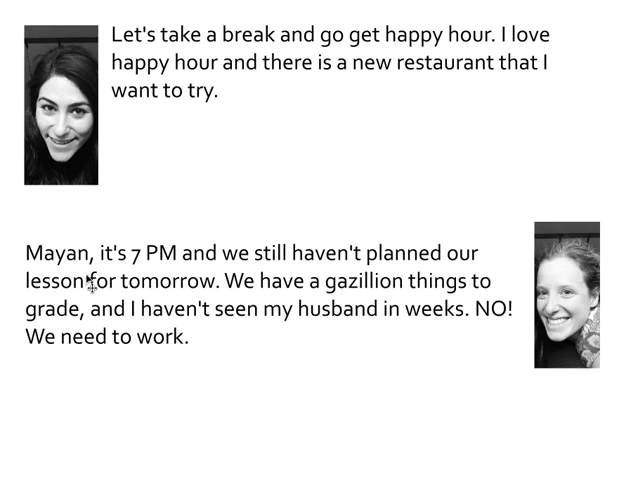 Let's take a break and go get happy hour. I love
happy hour and there is a new restaurant that I
want to try.
Mayan, it's 7 PM and we still haven't planned our
lesson for tomorrow. We have a gazillion things to
grade, and I haven't seen my husband in weeks. NO!
We need to work.